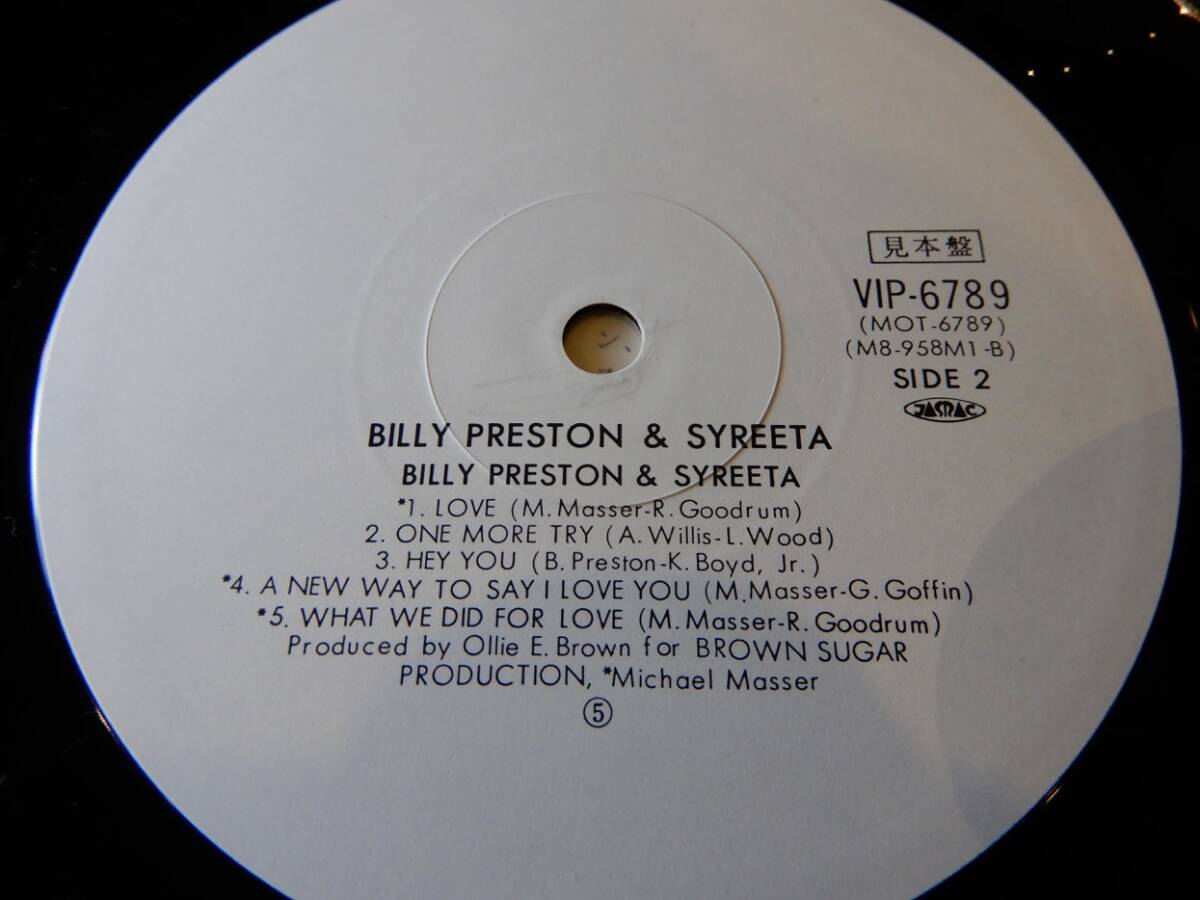 見本盤
VIP-6789
(MOT-6789)
(M8-958M1-B)
SIDE 2
JASRAC
BILLY PRESTON & SYREETA
BILLY PRESTON & SYREETA
*1. LOVE (M. Masser-R. Goodrum)
2. ONE MORE TRY (A. Willis-L. Wood)
3. HEY YOU (B. Preston-K. Boyd, Jr.)
*4. A NEW WAY TO SAY I LOVE YOU (M. Masser-G. Goffin)
*5. WHAT WE DID FOR LOVE (M. Masser-R. Goodrum)
Produced by Ollie E. Brown for BROWN SUGAR
PRODUCTION, *Michael Masser
⑤